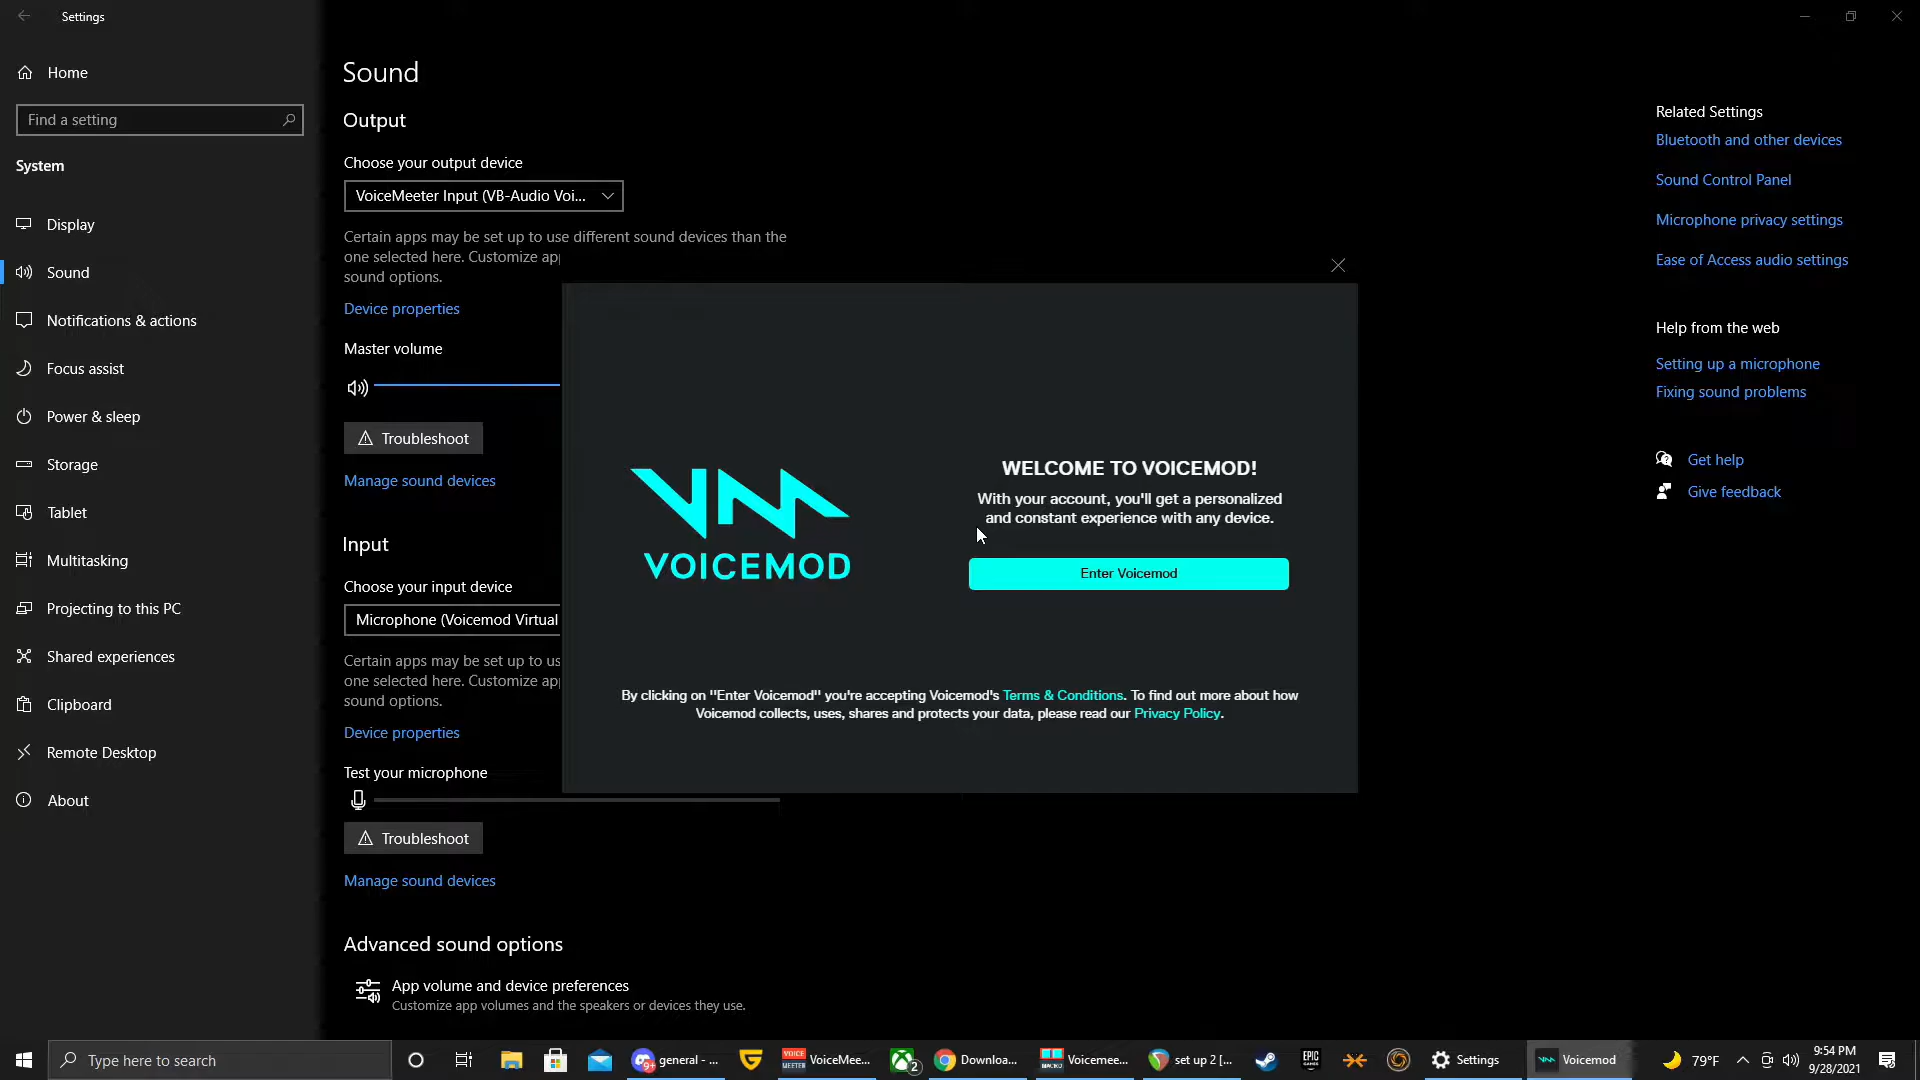 Settings
Home
Find a setting
System
Display
Sound
Notifications & actions
Focus assist
Power & sleep
Storage
Tablet
Multitasking
Projecting to this PC
Shared experiences
Clipboard
Remote Desktop
About
Sound
Output
Choose your output device
VoiceMeeter Input (VB-Audio Voi...
Certain apps may be set up to use different sound devices than the
one selected here. Customize ap
sound options.
Device properties
Master volume
Troubleshoot
Manage sound devices
Input
Choose your input device
Microphone (Voicemod Virtual
Certain apps may be set up to us
one selected here. Customize ap
sound options.
Device properties
Test your microphone
Troubleshoot
Manage sound devices
Advanced sound options
App volume and device preferences
Customize app volumes and the speakers or devices they use.
VOICEMOD
WELCOME TO VOICEMOD!
With your account, you'll get a personalized
and constant experience with any device.
Enter Voicemod
By clicking on "Enter Voicemod" you're accepting Voicemod's Terms & Conditions. To find out more about how
Voicemod collects, uses, shares and protects your data, please read our Privacy Policy.
Related Settings
Bluetooth and other devices
Sound Control Panel
Microphone privacy settings
Ease of Access audio settings
Help from the web
Setting up a microphone
Fixing sound problems
Get help
Give feedback
Type here to search
9+
general - ...
VOICE
MEETER
VoiceMee...
2
Downloa...
MACRO
Voicemee...
set up 2 [...
EPIC
GAMES
Settings
Voicemod
79°F
9:54 PM
9/28/2021